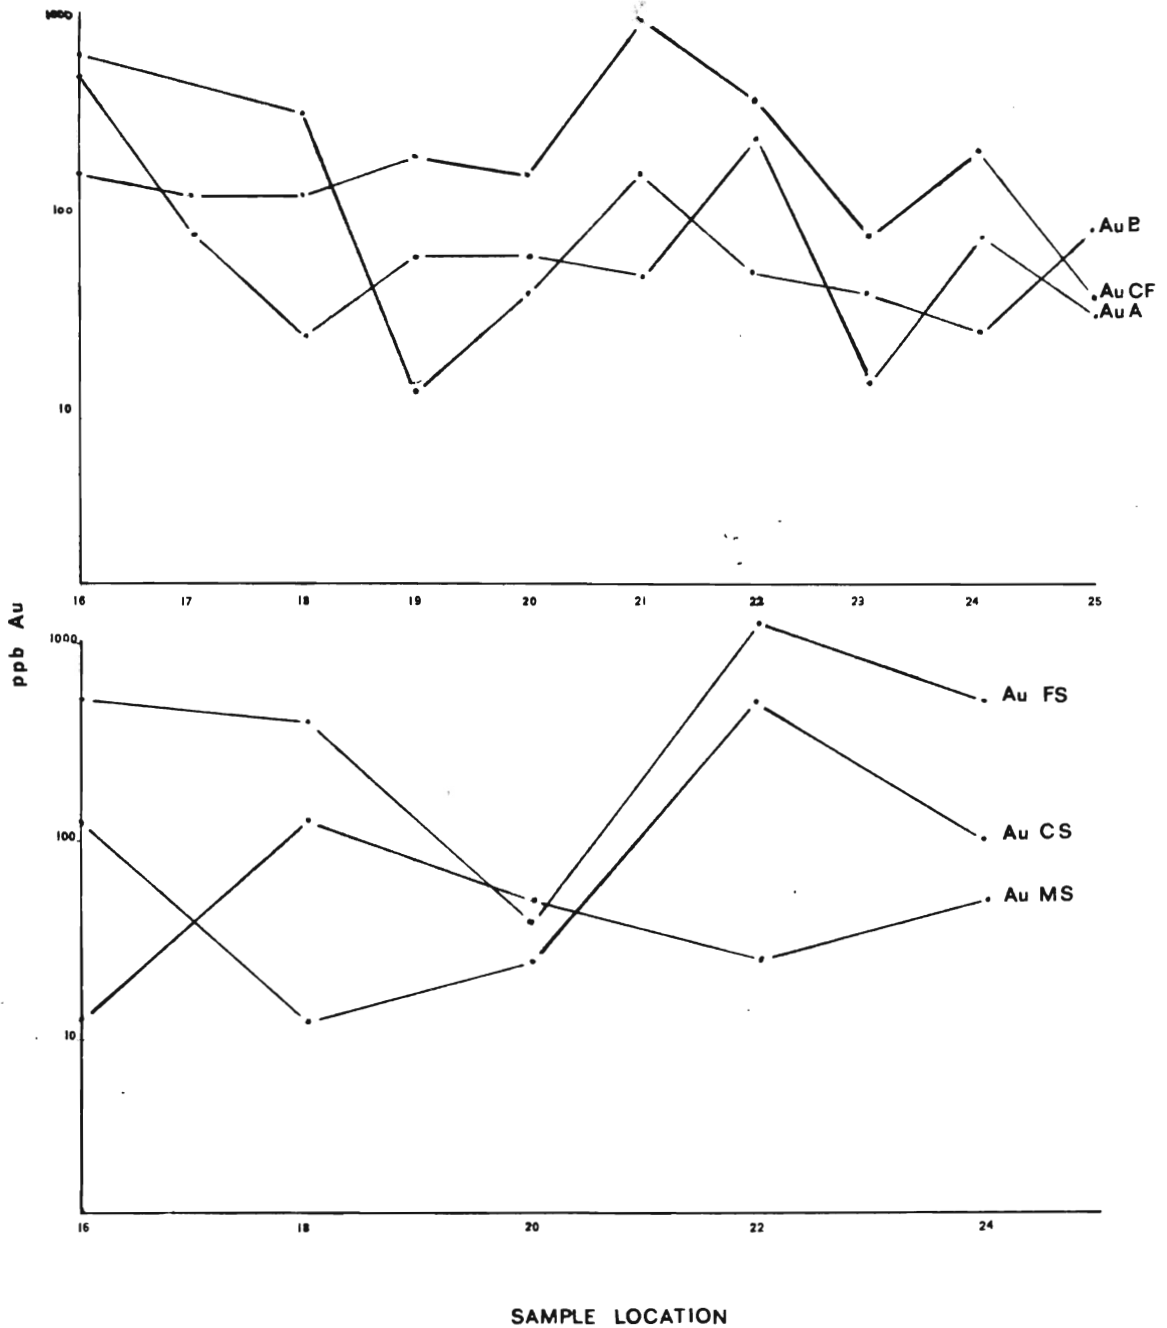 1000
100
10
Au B
Au CF
Au A
16 17 18 19 20 21 22 23 24 25
ppb Au
1000
100
10
Au FS
Au CS
Au MS
16 18 20 22 24
SAMPLE LOCATION